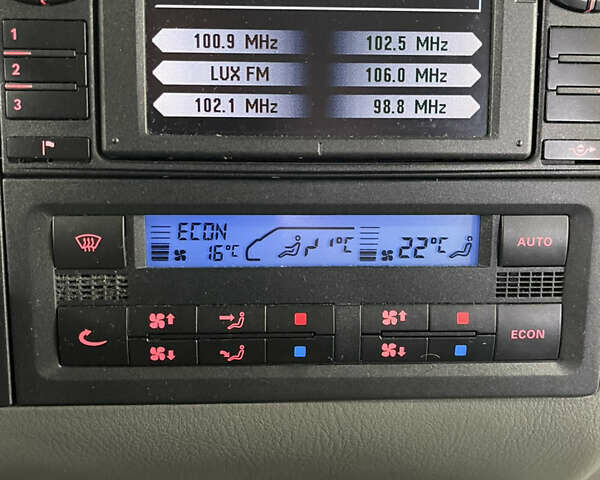 1
2
3
100.9 MHz 102.5 MHz
LUX FM 106.0 MHz
102.1 MHz 98.8 MHz
ECON
16°C 1°C 22°C
AUTO
ECON